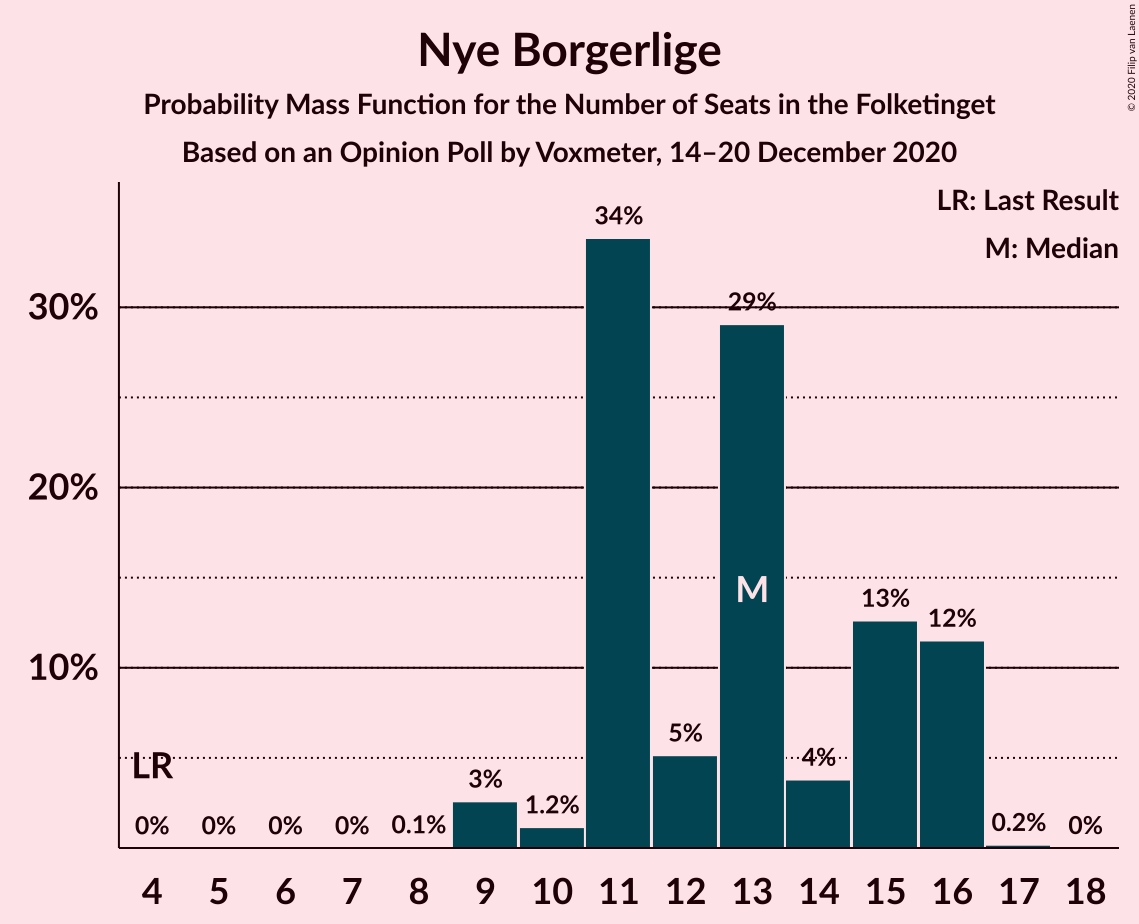 Nye Borgerlige
Probability Mass Function for the Number of Seats in the Folketinget
Based on an Opinion Poll by Voxmeter, 14–20 December 2020
© 2020 Filip van Laenen
LR: Last Result
M: Median
34%
30%
29%
20%
M
13%
12%
10%
LR
5%
4%
3%
1.2%
0% 0% 0% 0% 0.1% 0.2% 0%
4 5 6 7 8 9 10 11 12 13 14 15 16 17 18